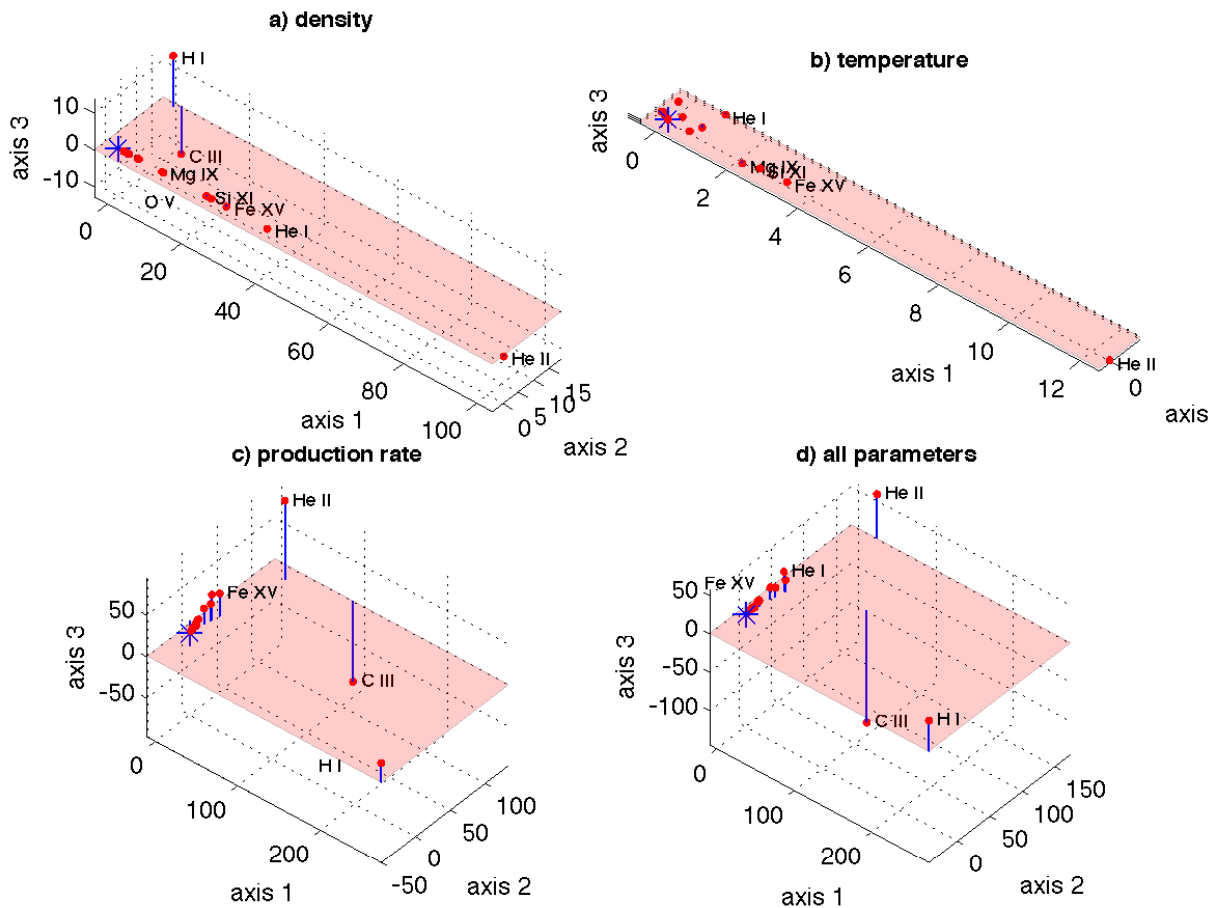 a) density
H I
C III
Mg IX
O V
Si XI
Fe XV
He I
He II
10
0
-10
axis 3
0
20
40
60
80
100
axis 1
0
5
10
15
axis 2
b) temperature
He I
Mg IX
Si XI
Fe XV
He II
axis 3
0
2
4
6
8
10
12
axis 1
0
axis
c) production rate
He II
Fe XV
C III
H I
50
0
-50
axis 3
0
100
200
axis 1
-50
0
50
100
axis 2
d) all parameters
He II
Fe XV
He I
C III
H I
50
0
-50
-100
axis 3
0
100
200
axis 1
0
50
100
150
axis 2